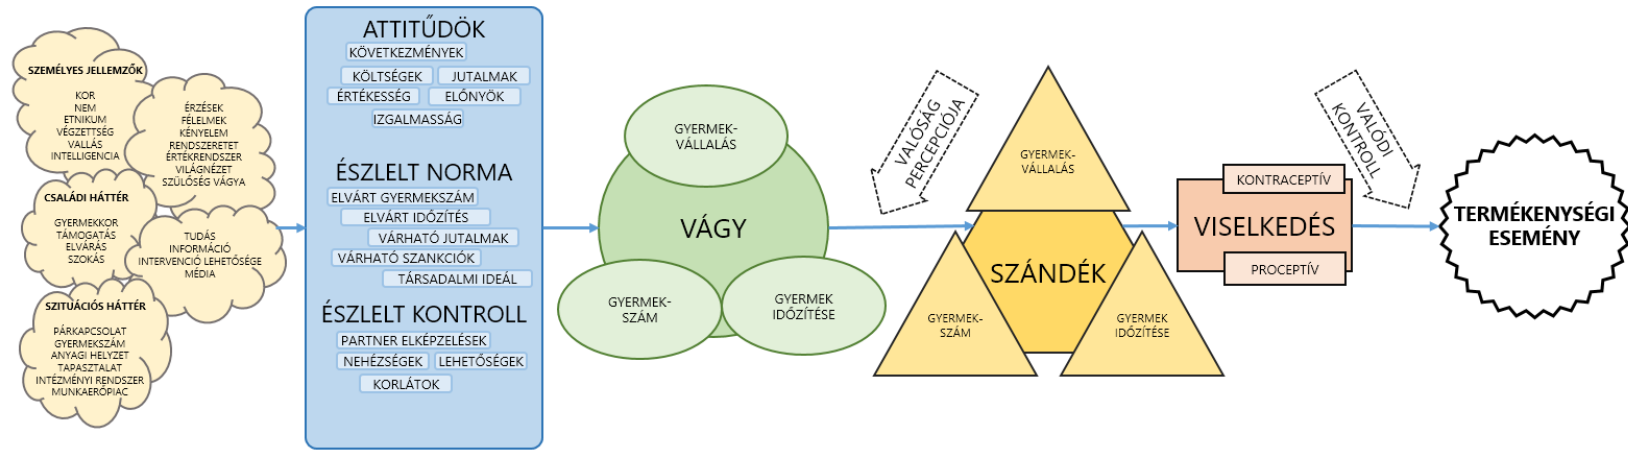 SZEMÉLYES JELLEMZŐK
KOR
NEM
ETNIKUM
VÉGZETTSÉG
VALLÁS
INTELLIGENCIA
ÉRZÉSEK
FÉLELMEK
KÉNYELEM
RENDSZERETET
ÉRTÉKRENDSZER
VILÁGNÉZET
SZÜLŐSÉG VÁGYA
CSALÁDI HÁTTÉR
GYERMEKKOR
TÁMOGATÁS
ELVÁRÁS
SZOKÁS
TUDÁS
INFORMÁCIÓ
INTERVENCIÓ LEHETŐSÉGE
MÉDIA
SZITUÁCIÓS HÁTTÉR
PÁRKAPCSOLAT
GYERMEKSZÁM
ANYAGI HELYZET
TAPASZTALAT
INTÉZMÉNYI RENDSZER
MUNKAERŐPIAC
ATTITŰDÖK
KÖVETKEZMÉNYEK
KÖLTSÉGEK JUTALMAK
ÉRTÉKESSÉG ELŐNYÖK
IZGALMASSÁG
ÉSZLELT NORMA
ELVÁRT GYERMEKSZÁM
ELVÁRT IDŐZÍTÉS
VÁRHATÓ JUTALMAK
VÁRHATÓ SZANKCIÓK
TÁRSADALMI IDEÁL
ÉSZLELT KONTROLL
PARTNER ELKÉPZELÉSEK
NEHÉZSÉGEK LEHETŐSÉGEK
KORLÁTOK
GYERMEK-
VÁLLALÁS
VÁGY
GYERMEK-
SZÁM
GYERMEK
IDŐZÍTÉSE
VALÓSÁG
PERCEPCIÓJA
GYERMEK-
VÁLLALÁS
SZÁNDÉK
GYERMEK-
SZÁM
GYERMEK
IDŐZÍTÉSE
KONTRACEPTÍV
VISELKEDÉS
PROCEPTÍV
VALÓDI
KONTROLL
TERMÉKENYSÉGI
ESEMÉNY